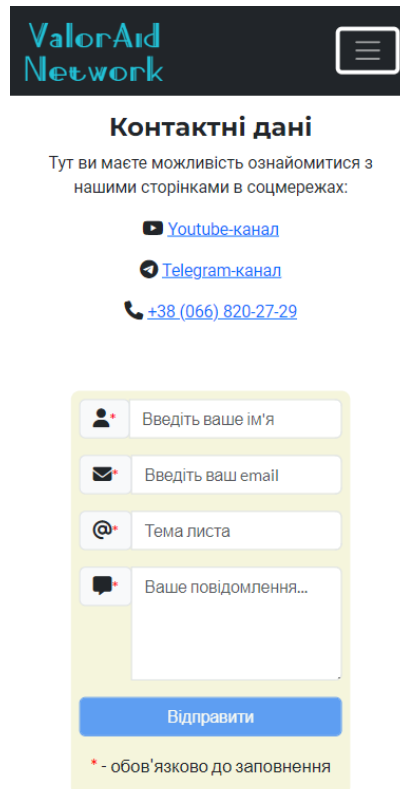 ValorAid
Network
Контактні дані
Тут ви маєте можливість ознайомитися з
нашими сторінками в соцмережах:
Youtube-канал
Telegram-канал
+38 (066) 820-27-29
* Введіть ваше ім'я
* Введіть ваш email
@* Тема листа
* Ваше повідомлення...
Відправити
* - обов'язково до заповнення